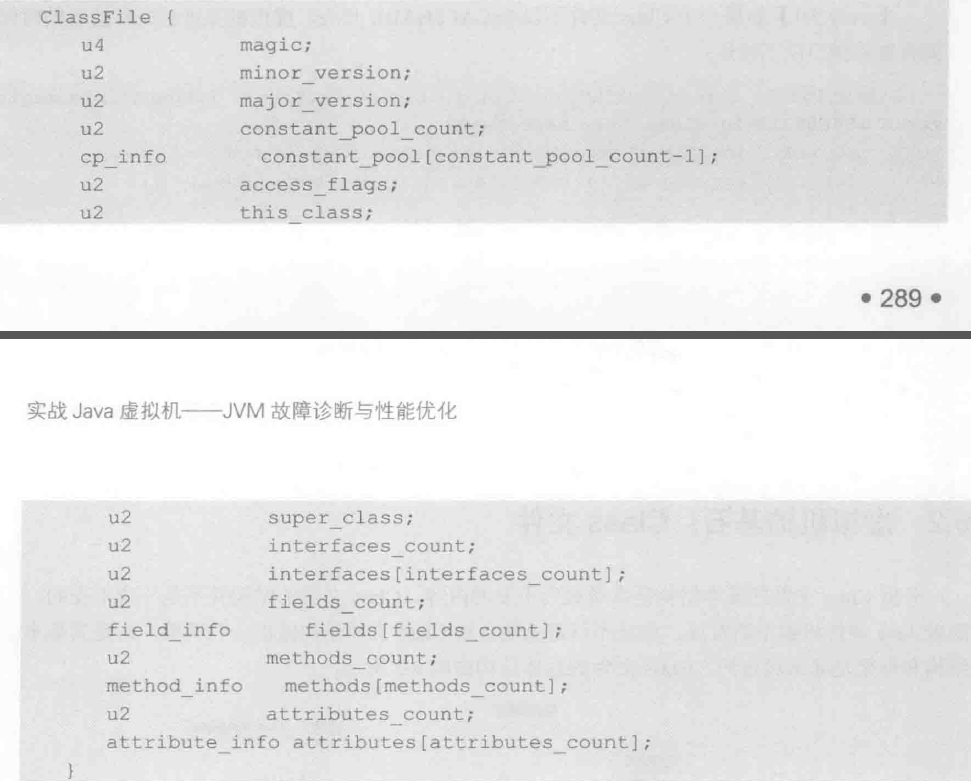 ClassFile {
u4 magic;
u2 minor_version;
u2 major_version;
u2 constant_pool_count;
cp_info constant_pool[constant_pool_count-1];
u2 access_flags;
u2 this_class;
• 289 •
实战 Java 虚拟机——JVM 故障诊断与性能优化
u2 super_class;
u2 interfaces_count;
u2 interfaces[interfaces_count];
u2 fields_count;
field_info fields[fields_count];
u2 methods_count;
method_info methods[methods_count];
u2 attributes_count;
attribute_info attributes[attributes_count];
}